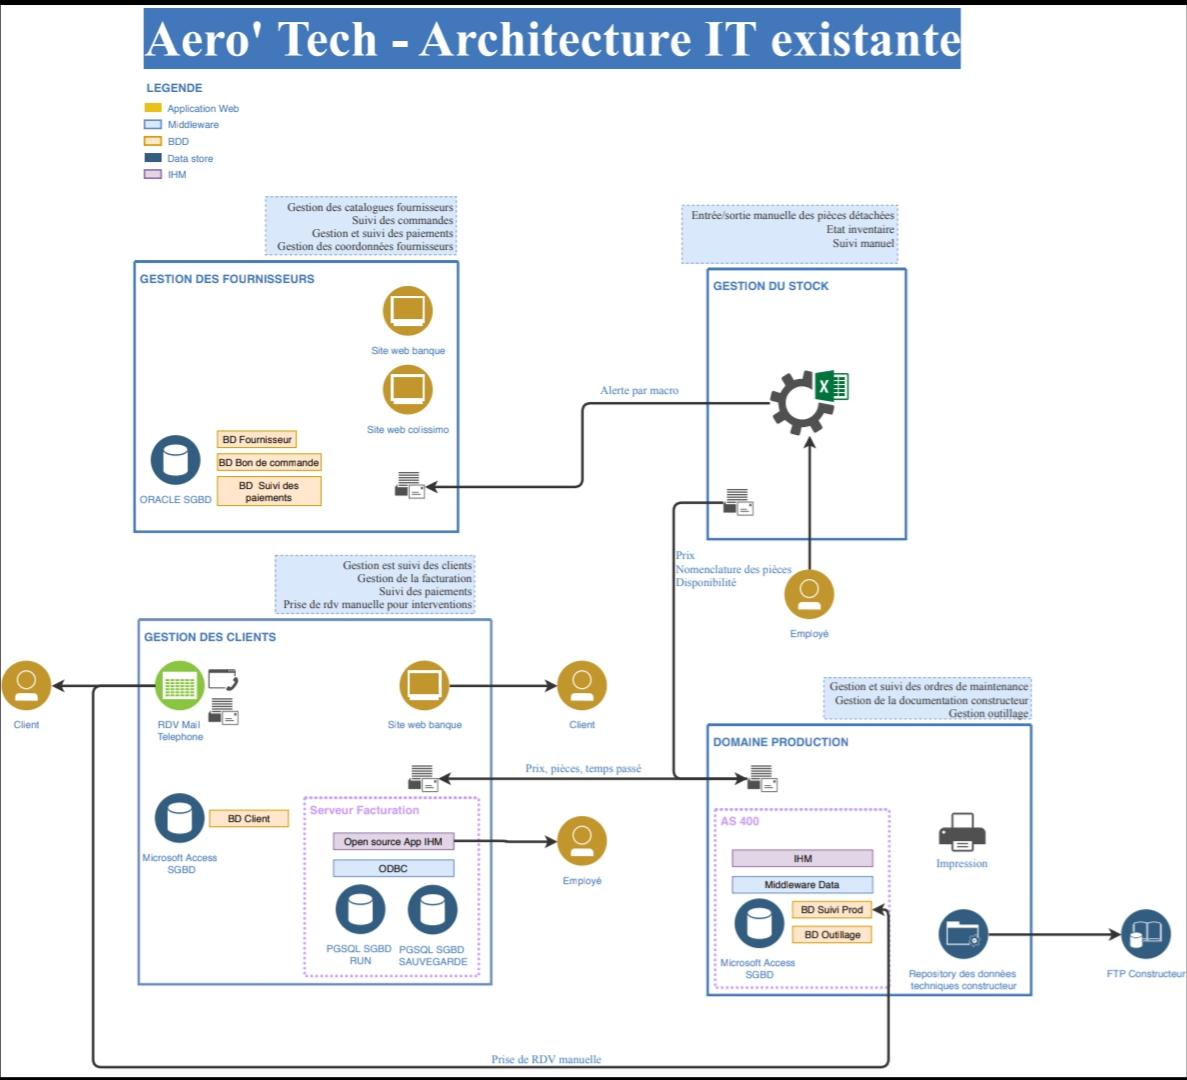 Aero' Tech - Architecture IT existante
LEGENDE
Application Web
Middleware
BDD
Data store
IHM
Gestion des catalogues fournisseurs
Suivi des commandes
Gestion et suivi des paiements
Gestion des coordonnées fournisseurs
GESTION DES FOURNISSEURS
Site web banque
Site web colissimo
BD Fournisseur
BD Bon de commande
BD Suivi des
paiements
ORACLE SGBD
Alerte par macro
Entrée/sortie manuelle des pièces détachées
Etat inventaire
Suivi manuel
GESTION DU STOCK
X
Prix
Nomenclature des pièces
Disponibilité
Employé
Gestion est suivi des clients
Gestion de la facturation
Suivi des paiements
Prise de rdv manuelle pour interventions
GESTION DES CLIENTS
Client
RDV Mail
Telephone
Site web banque
Client
Prix, pièces, temps passé
BD Client
Microsoft Access
SGBD
Serveur Facturation
Open source App IHM
ODBC
PGSQL SGBD
RUN
PGSQL SGBD
SAUVEGARDE
Employé
Gestion et suivi des ordres de maintenance
Gestion de la documentation constructeur
Gestion outillage
DOMAINE PRODUCTION
AS 400
IHM
Middleware Data
BD Suivi Prod
BD Outillage
Microsoft Access
SGBD
Impression
Repository des données
techniques constructeur
FTP Constructeur
Prise de RDV manuelle